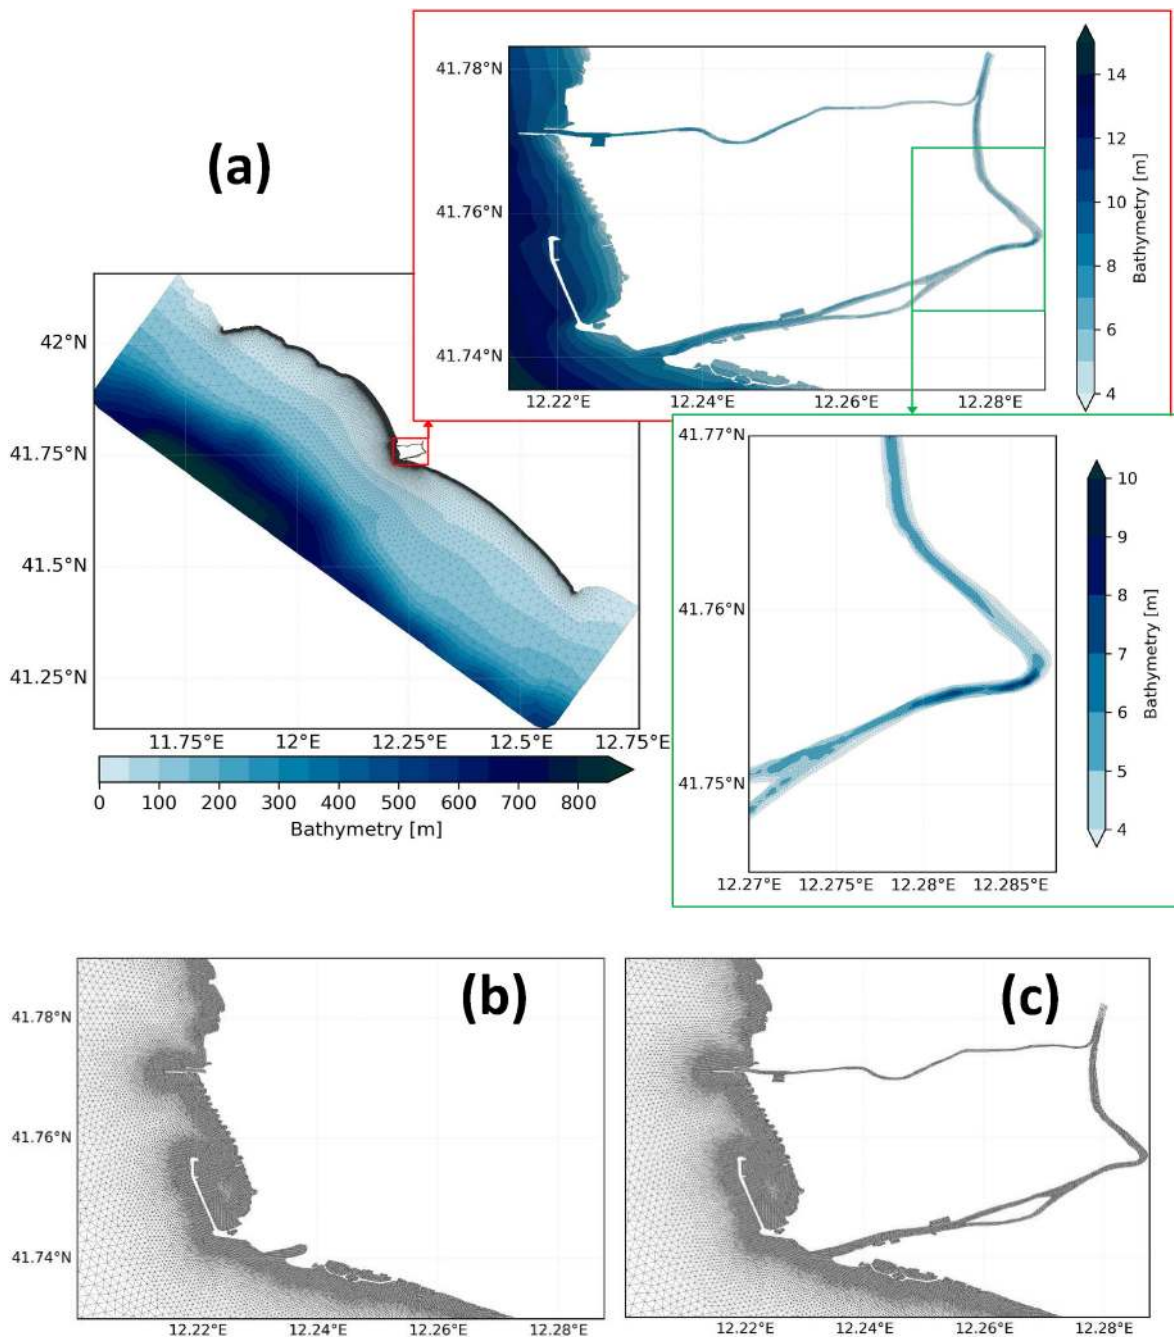 (a)
41.78°N
41.76°N
41.74°N
12.22°E 12.24°E 12.26°E 12.28°E
14
12
10
8
6
4
Bathymetry [m]
42°N
41.75°N
41.5°N
41.25°N
11.75°E 12°E 12.25°E 12.5°E 12.75°E
0 100 200 300 400 500 600 700 800
Bathymetry [m]
41.77°N
41.76°N
41.75°N
12.27°E 12.275°E 12.28°E 12.285°E
10
9
8
7
6
5
4
Bathymetry [m]
(b)
41.78°N
41.76°N
41.74°N
12.22°E 12.24°E 12.26°E 12.28°E
(c)
12.22°E 12.24°E 12.26°E 12.28°E